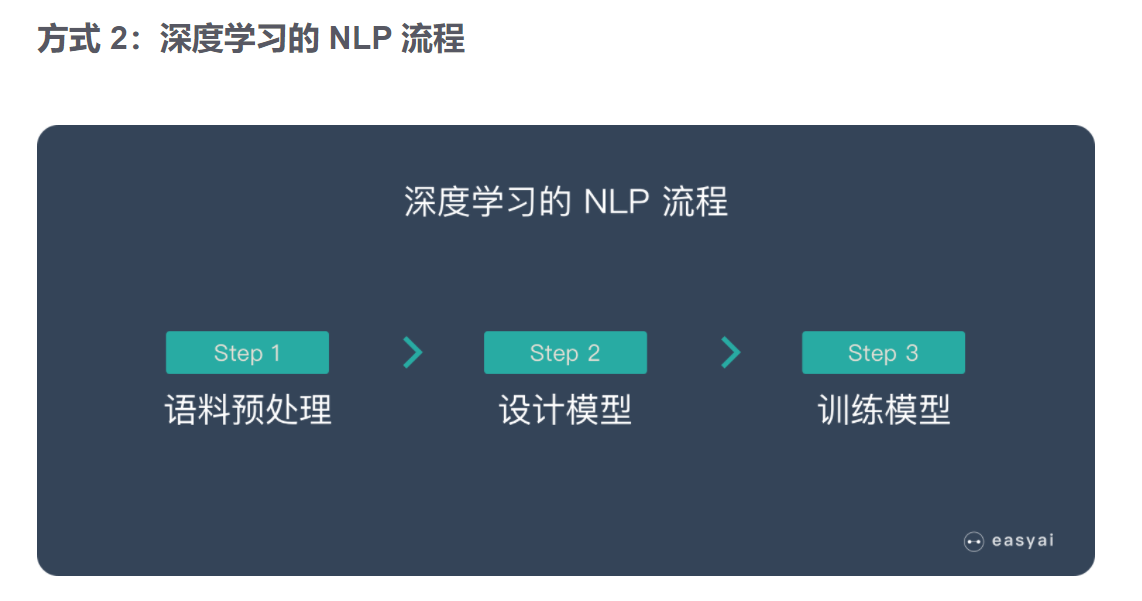 方式 2：深度学习的 NLP 流程
深度学习的 NLP 流程
Step 1
Step 2
Step 3
语料预处理
设计模型
训练模型
easyai